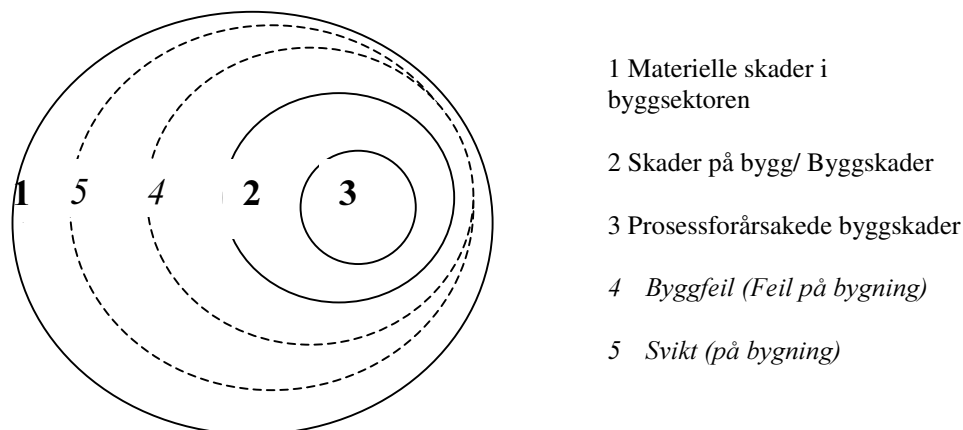 1 Materielle skader i
byggsektoren
2 Skader på bygg/ Byggskader
1 5 4 2 3
3 Prosessforårsakede byggskader
4 Byggfeil (Feil på bygning)
5 Svikt (på bygning)